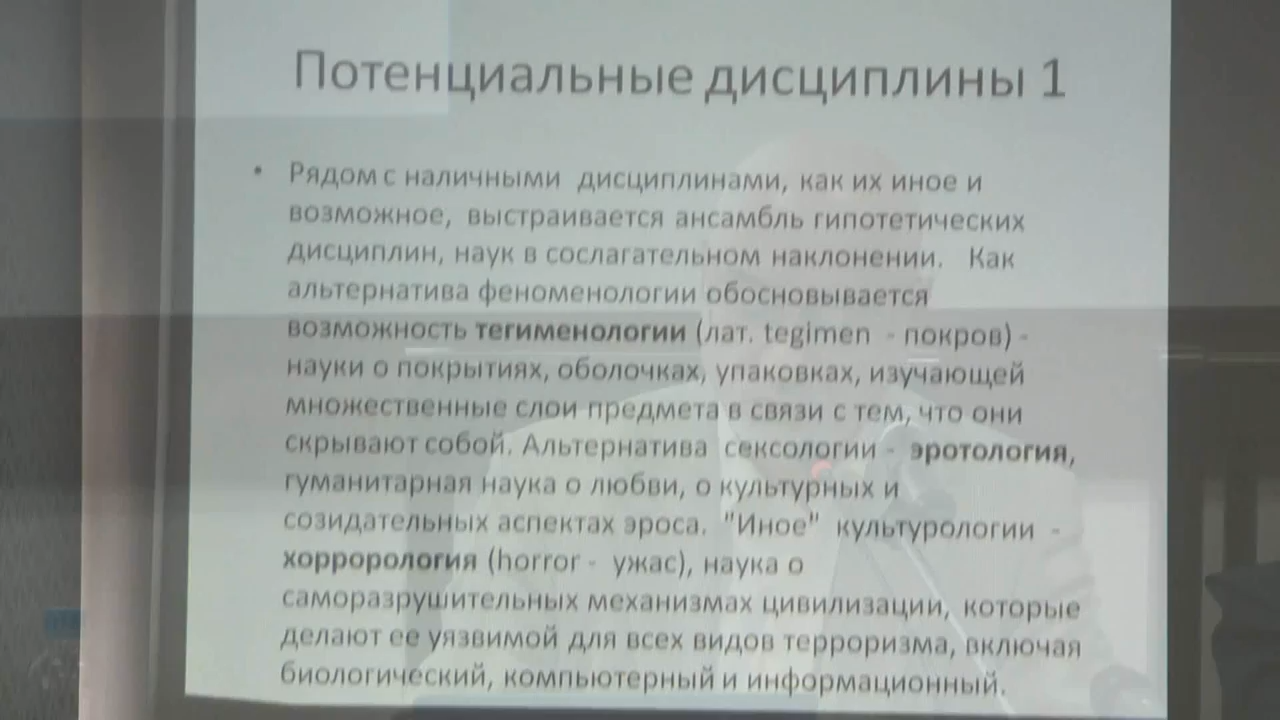 Потенциальные дисциплины 1
• Рядом с наличными дисциплинами, как их иное и
возможное, выстраивается ансамбль гипотетических
дисциплин, наук в сослагательном наклонении. Как
альтернатива феноменологии обосновывается
возможность тегименологии (лат. tegimen - покров) -
науки о покрытиях, оболочках, упаковках, изучающей
множественные слои предмета в связи с тем, что они
скрывают собой. Альтернатива сексологии - эротология,
гуманитарная наука о любви, о культурных и
созидательных аспектах эроса. "Иное" культурологии -
хоррорология (horror - ужас), наука о
саморазрушительных механизмах цивилизации, которые
делают ее уязвимой для всех видов терроризма, включая
биологический, компьютерный и информационный.